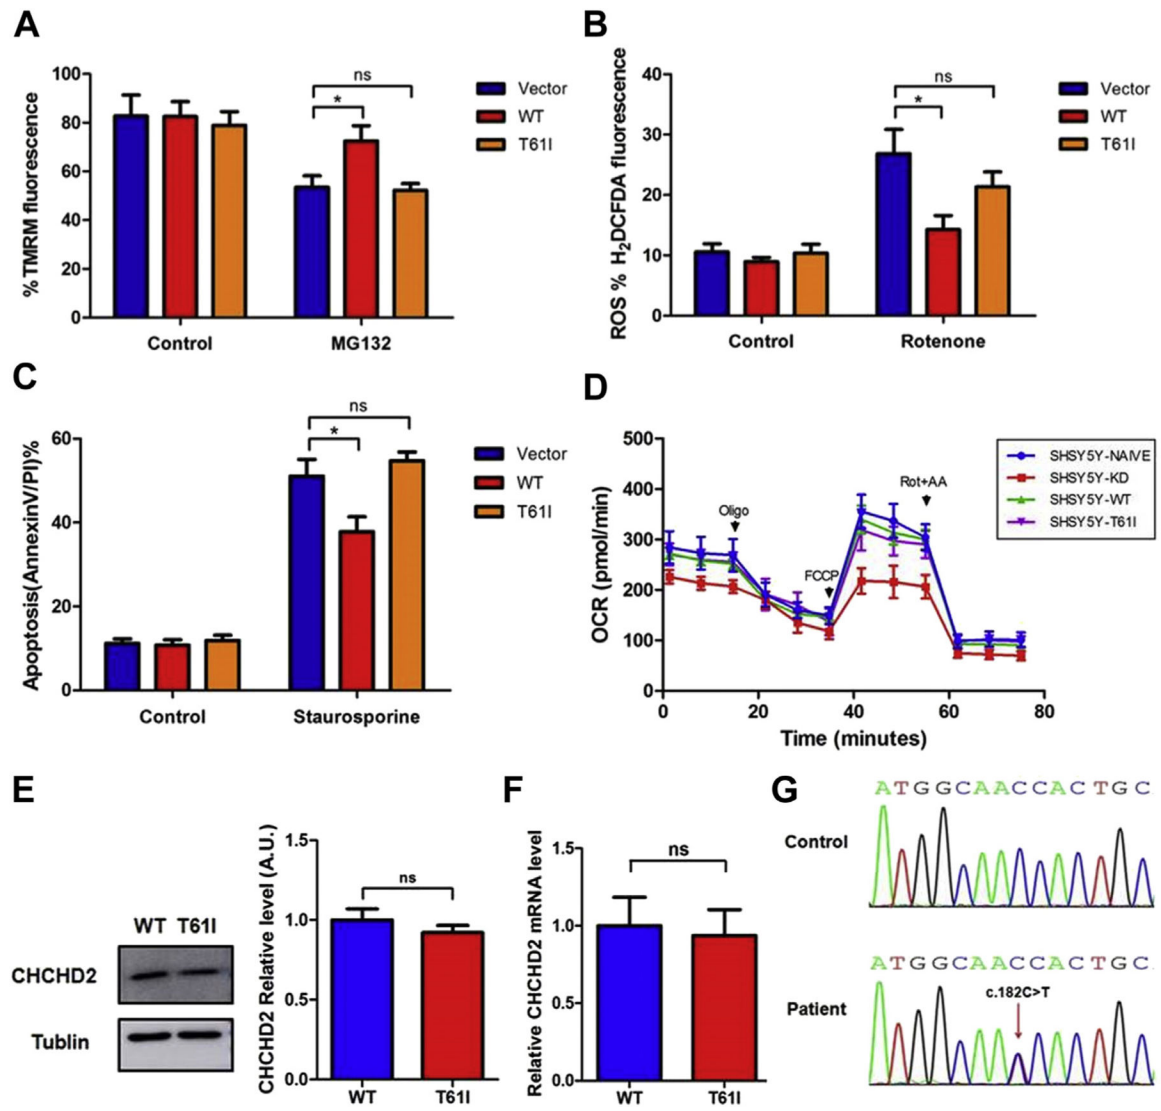 A
% TMRM fluorescence
100
80
60
40
20
0
ns
*
Control
MG132
Vector
WT
T61I
B
ROS % H₂DCFDA fluorescence
40
30
20
10
0
ns
*
Control
Rotenone
Vector
WT
T61I
C
Apoptosis(AnnexinV/PI)%
60
40
20
0
ns
*
Control
Staurosporine
Vector
WT
T61I
D
OCR (pmol/min)
500
400
300
200
100
0
Oligo
FCCP
Rot+AA
0 20 40 60 80
Time (minutes)
SHSY5Y-NAIVE
SHSY5Y-KD
SHSY5Y-WT
SHSY5Y-T61I
E
WT T61I
CHCHD2
Tublin
CHCHD2 Relative level (A.U.)
1.5
1.0
0.5
0.0
ns
WT
T61I
F
Relative CHCHD2 mRNA level
1.5
1.0
0.5
0.0
ns
WT
T61I
G
ATGGCAACCACTGC
Control
ATGGCAACCACTGC
c.182C>T
Patient